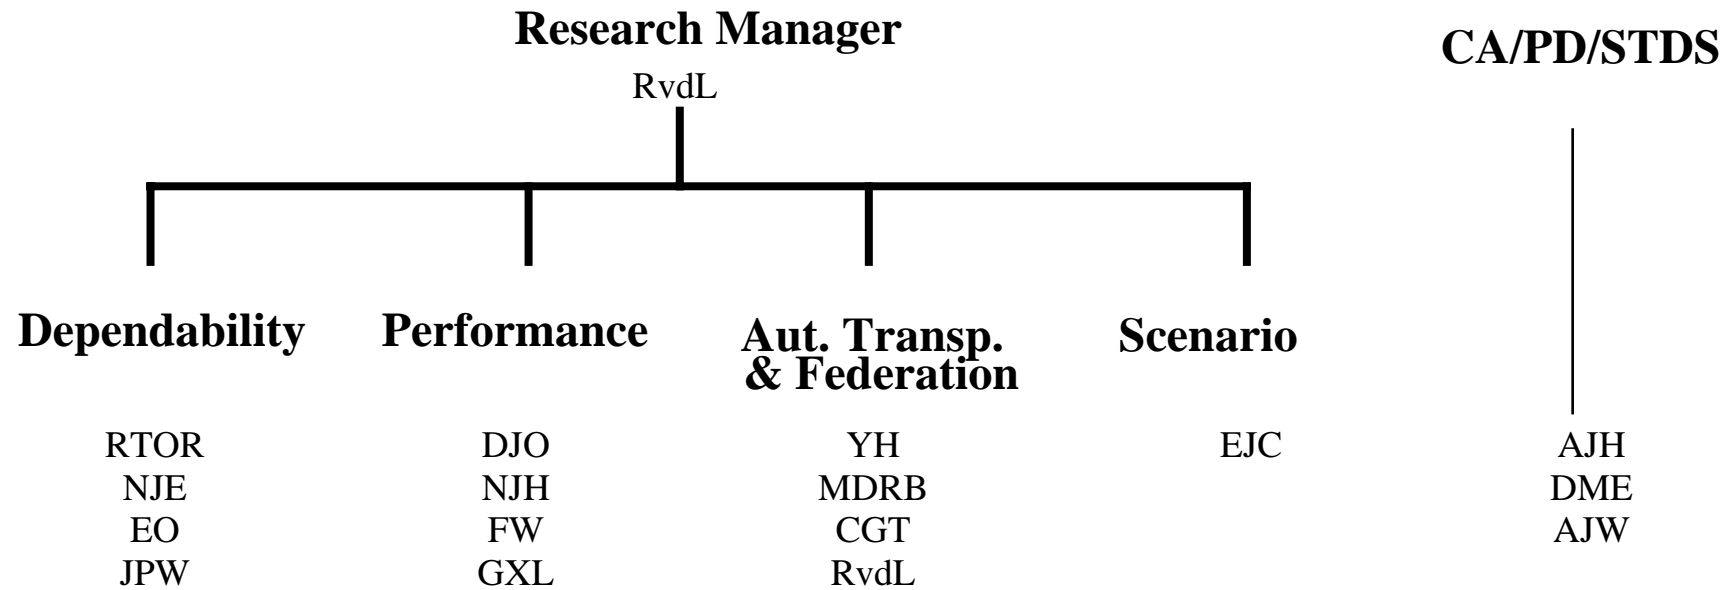 Research Manager
RvdL
CA/PD/STDS
Dependability
RTOR
NJE
EO
JPW
Performance
DJO
NJH
FW
GXL
Aut. Transp.
& Federation
YH
MDRB
CGT
RvdL
Scenario
EJC
AJH
DME
AJW